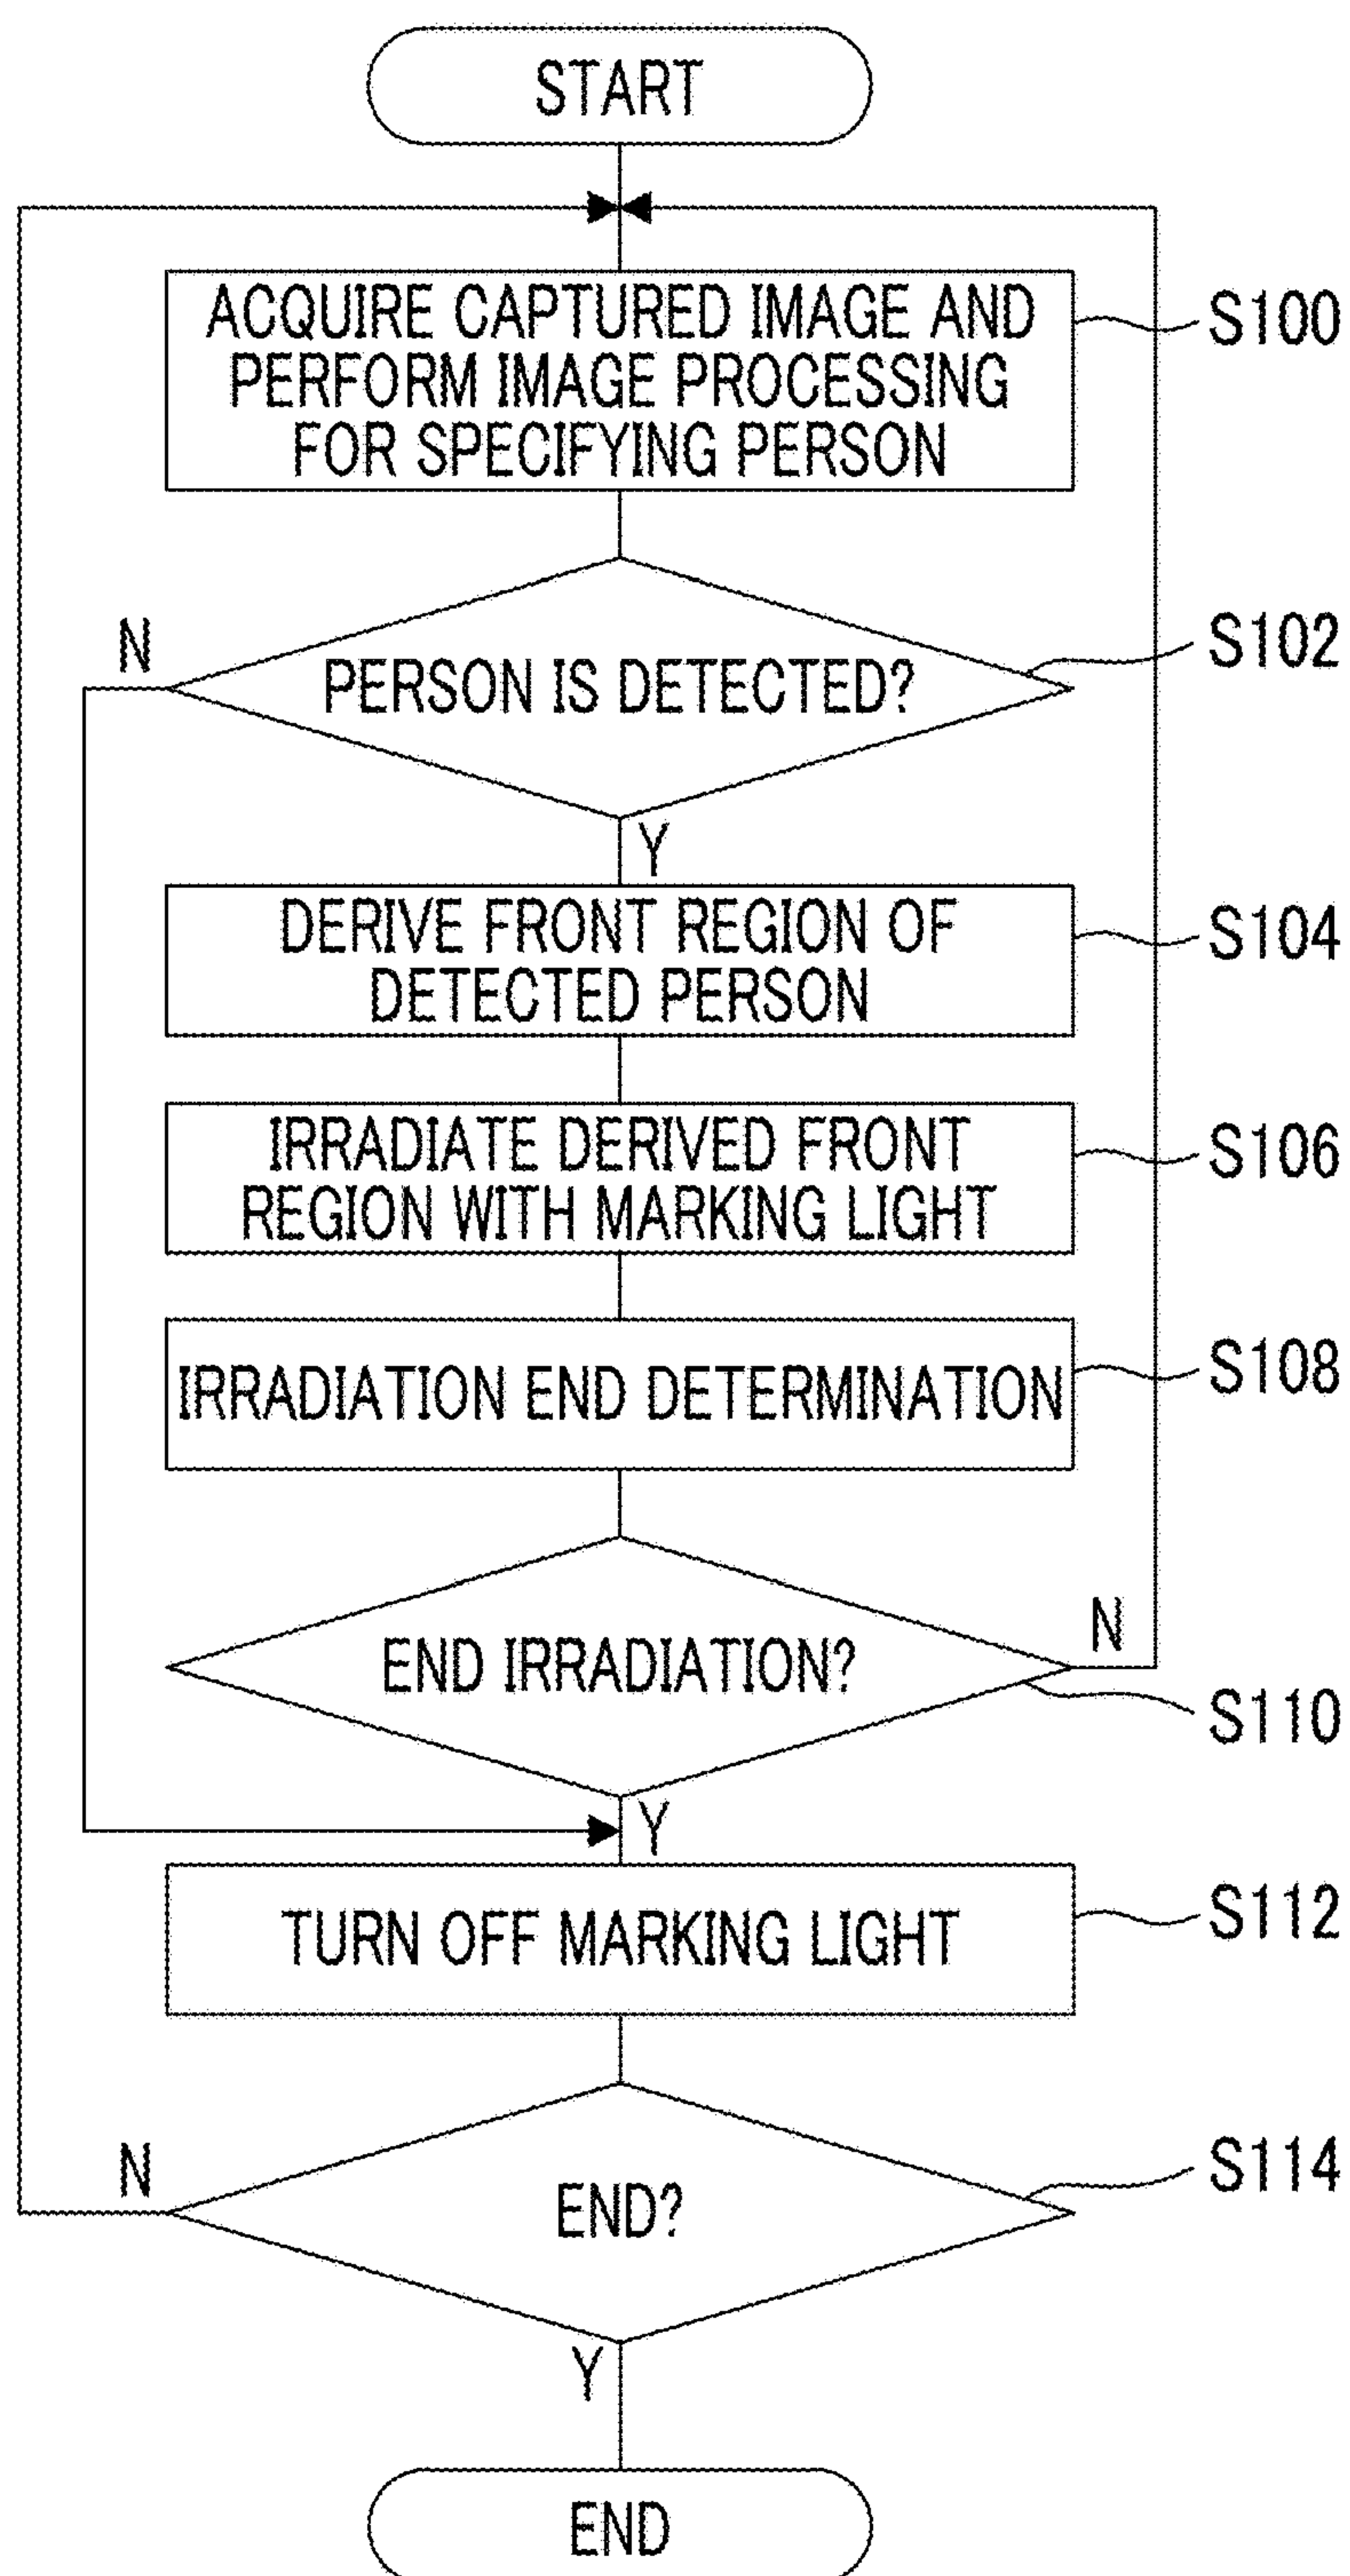 START
ACQUIRE CAPTURED IMAGE AND
PERFORM IMAGE PROCESSING
FOR SPECIFYING PERSON
S100
PERSON IS DETECTED?
S102
N
Y
DERIVE FRONT REGION OF
DETECTED PERSON
S104
IRRADIATE DERIVED FRONT
REGION WITH MARKING LIGHT
S106
IRRADIATION END DETERMINATION
S108
END IRRADIATION?
N
S110
Y
TURN OFF MARKING LIGHT
S112
N
END?
S114
Y
END